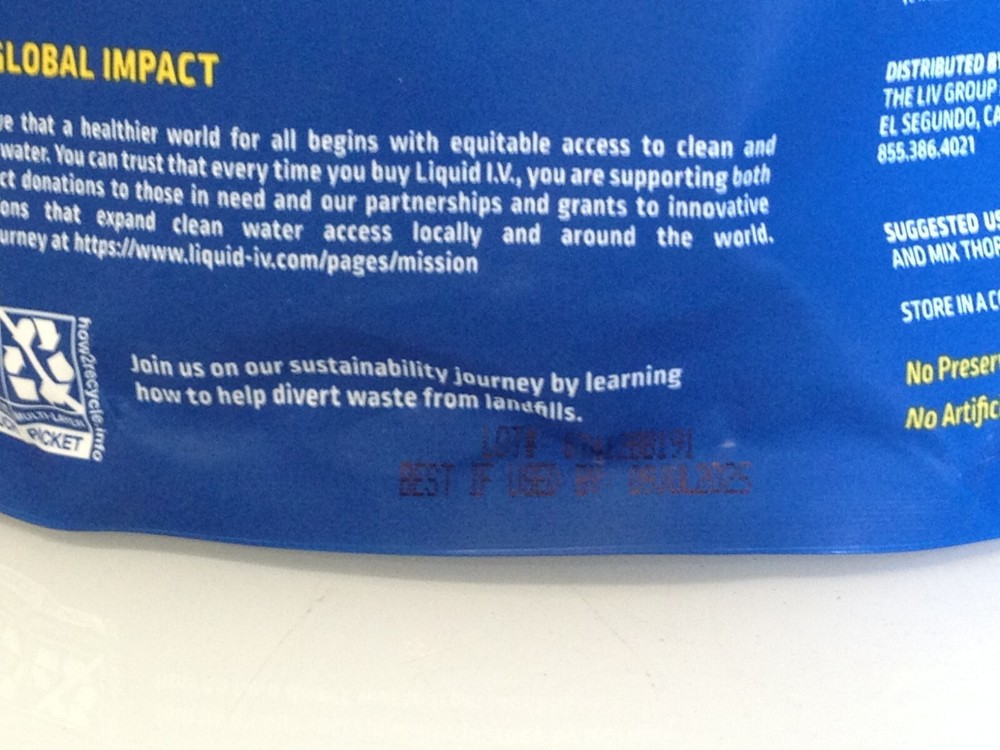 GLOBAL IMPACT
that a healthier world for all begins with equitable access to clean and
water. You can trust that every time you buy Liquid I.V., you are supporting both
donations to those in need and our partnerships and grants to innovative
that expand clean water access locally and around the world.
at https://www.liquid-iv.com/pages/mission
how2recycle.info
MULTI-LAYER
Join us on our sustainability journey by learning
how to help divert waste from landfills.
LOT#
BEST IF USED BY
DISTRIBUTED BY
THE LIV GROUP
EL SEGUNDO, CA
855.386.4021
SUGGESTED
AND MIX
STORE IN A
No
No